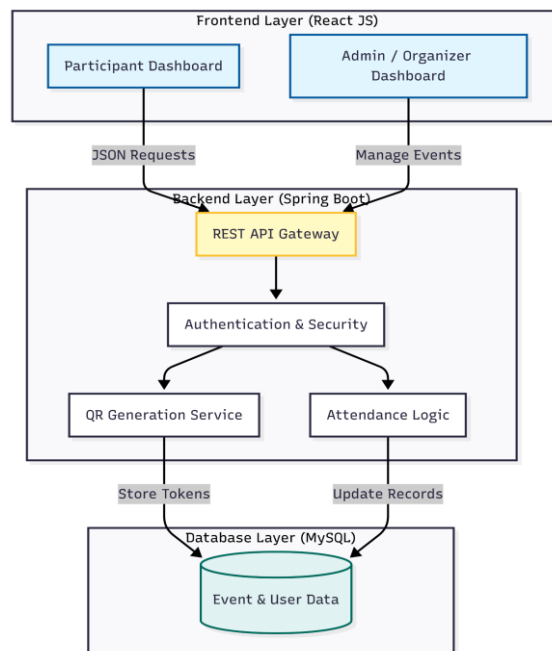 Frontend Layer (React JS)
Participant Dashboard
Admin / Organizer
Dashboard
JSON Requests
Manage Events
Backend Layer (Spring Boot)
REST API Gateway
Authentication & Security
QR Generation Service
Attendance Logic
Store Tokens
Update Records
Database Layer (MySQL)
Event & User Data